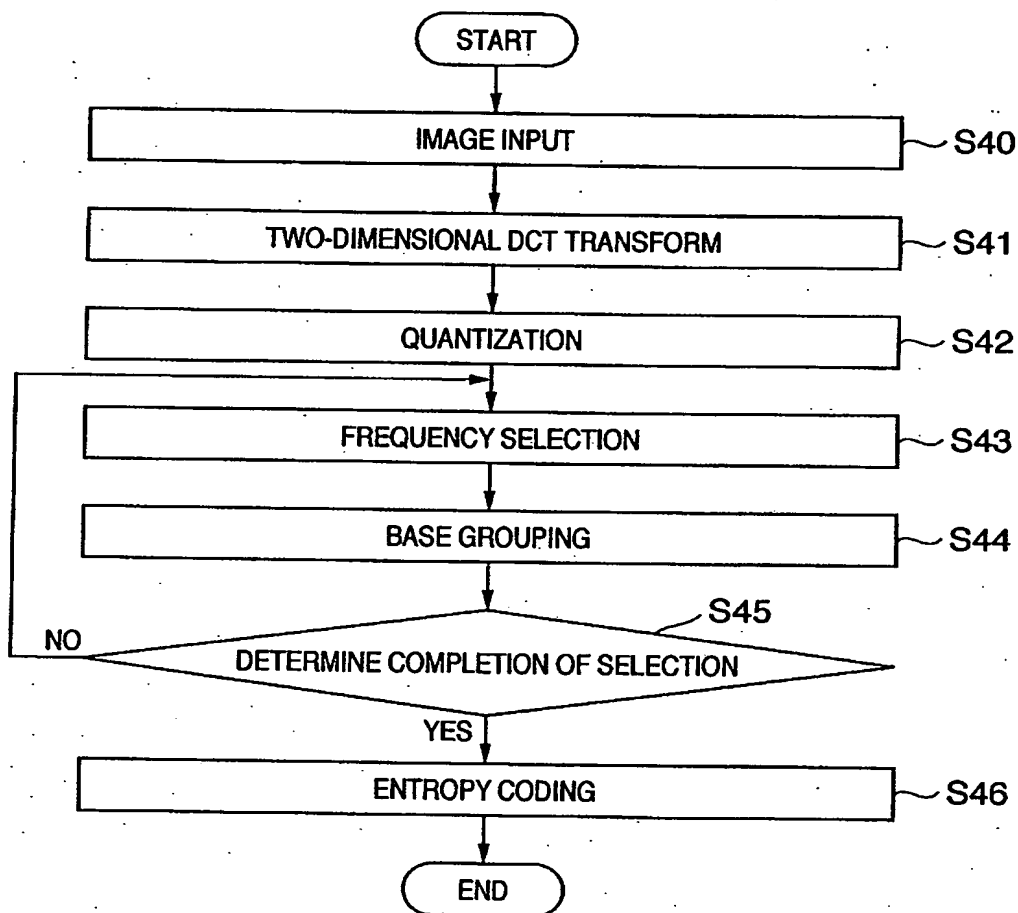 START
IMAGE INPUT
S40
TWO-DIMENSIONAL DCT TRANSFORM
S41
QUANTIZATION
S42
FREQUENCY SELECTION
S43
BASE GROUPING
S44
S45
NO
DETERMINE COMPLETION OF SELECTION
YES
ENTROPY CODING
S46
END